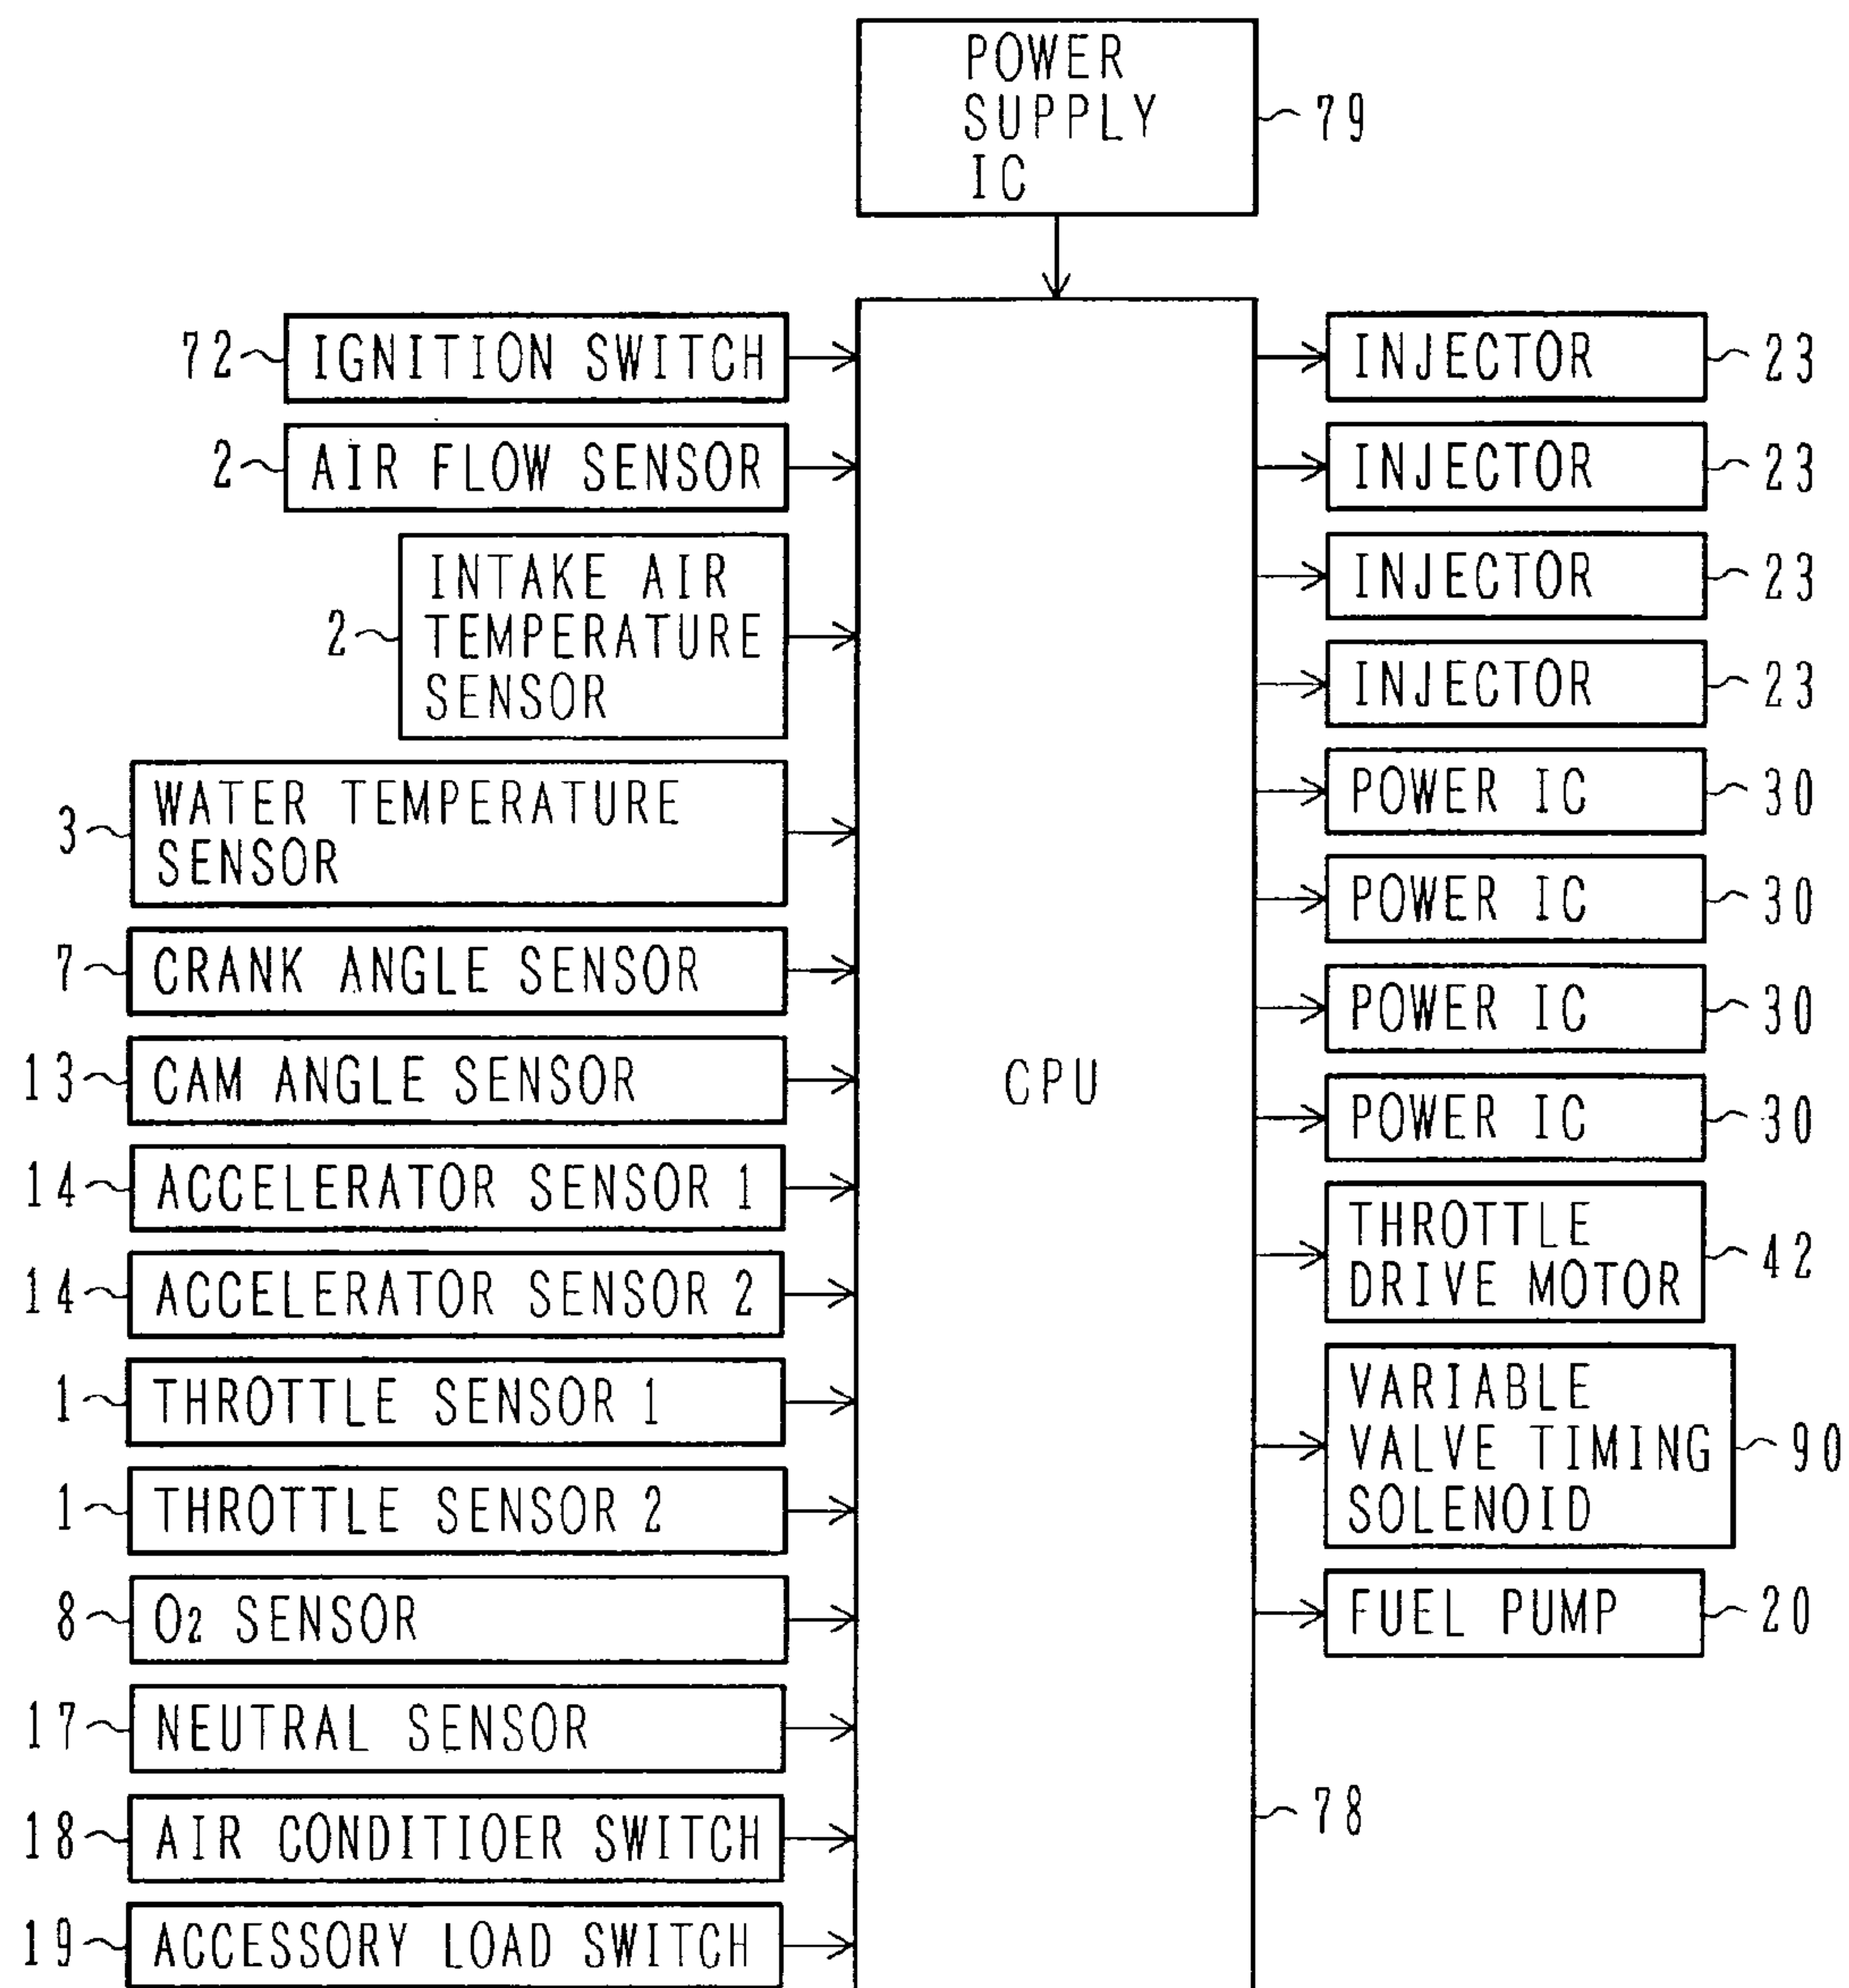 POWER
SUPPLY
IC
79
72
IGNITION SWITCH
2
AIR FLOW SENSOR
2
INTAKE AIR
TEMPERATURE
SENSOR
3
WATER TEMPERATURE
SENSOR
7
CRANK ANGLE SENSOR
13
CAM ANGLE SENSOR
14
ACCELERATOR SENSOR 1
14
ACCELERATOR SENSOR 2
1
THROTTLE SENSOR 1
1
THROTTLE SENSOR 2
8
O2 SENSOR
17
NEUTRAL SENSOR
18
AIR CONDITIOER SWITCH
19
ACCESSORY LOAD SWITCH
CPU
78
INJECTOR
23
INJECTOR
23
INJECTOR
23
INJECTOR
23
POWER IC
30
POWER IC
30
POWER IC
30
POWER IC
30
THROTTLE
DRIVE MOTOR
42
VARIABLE
VALVE TIMING
SOLENOID
90
FUEL PUMP
20